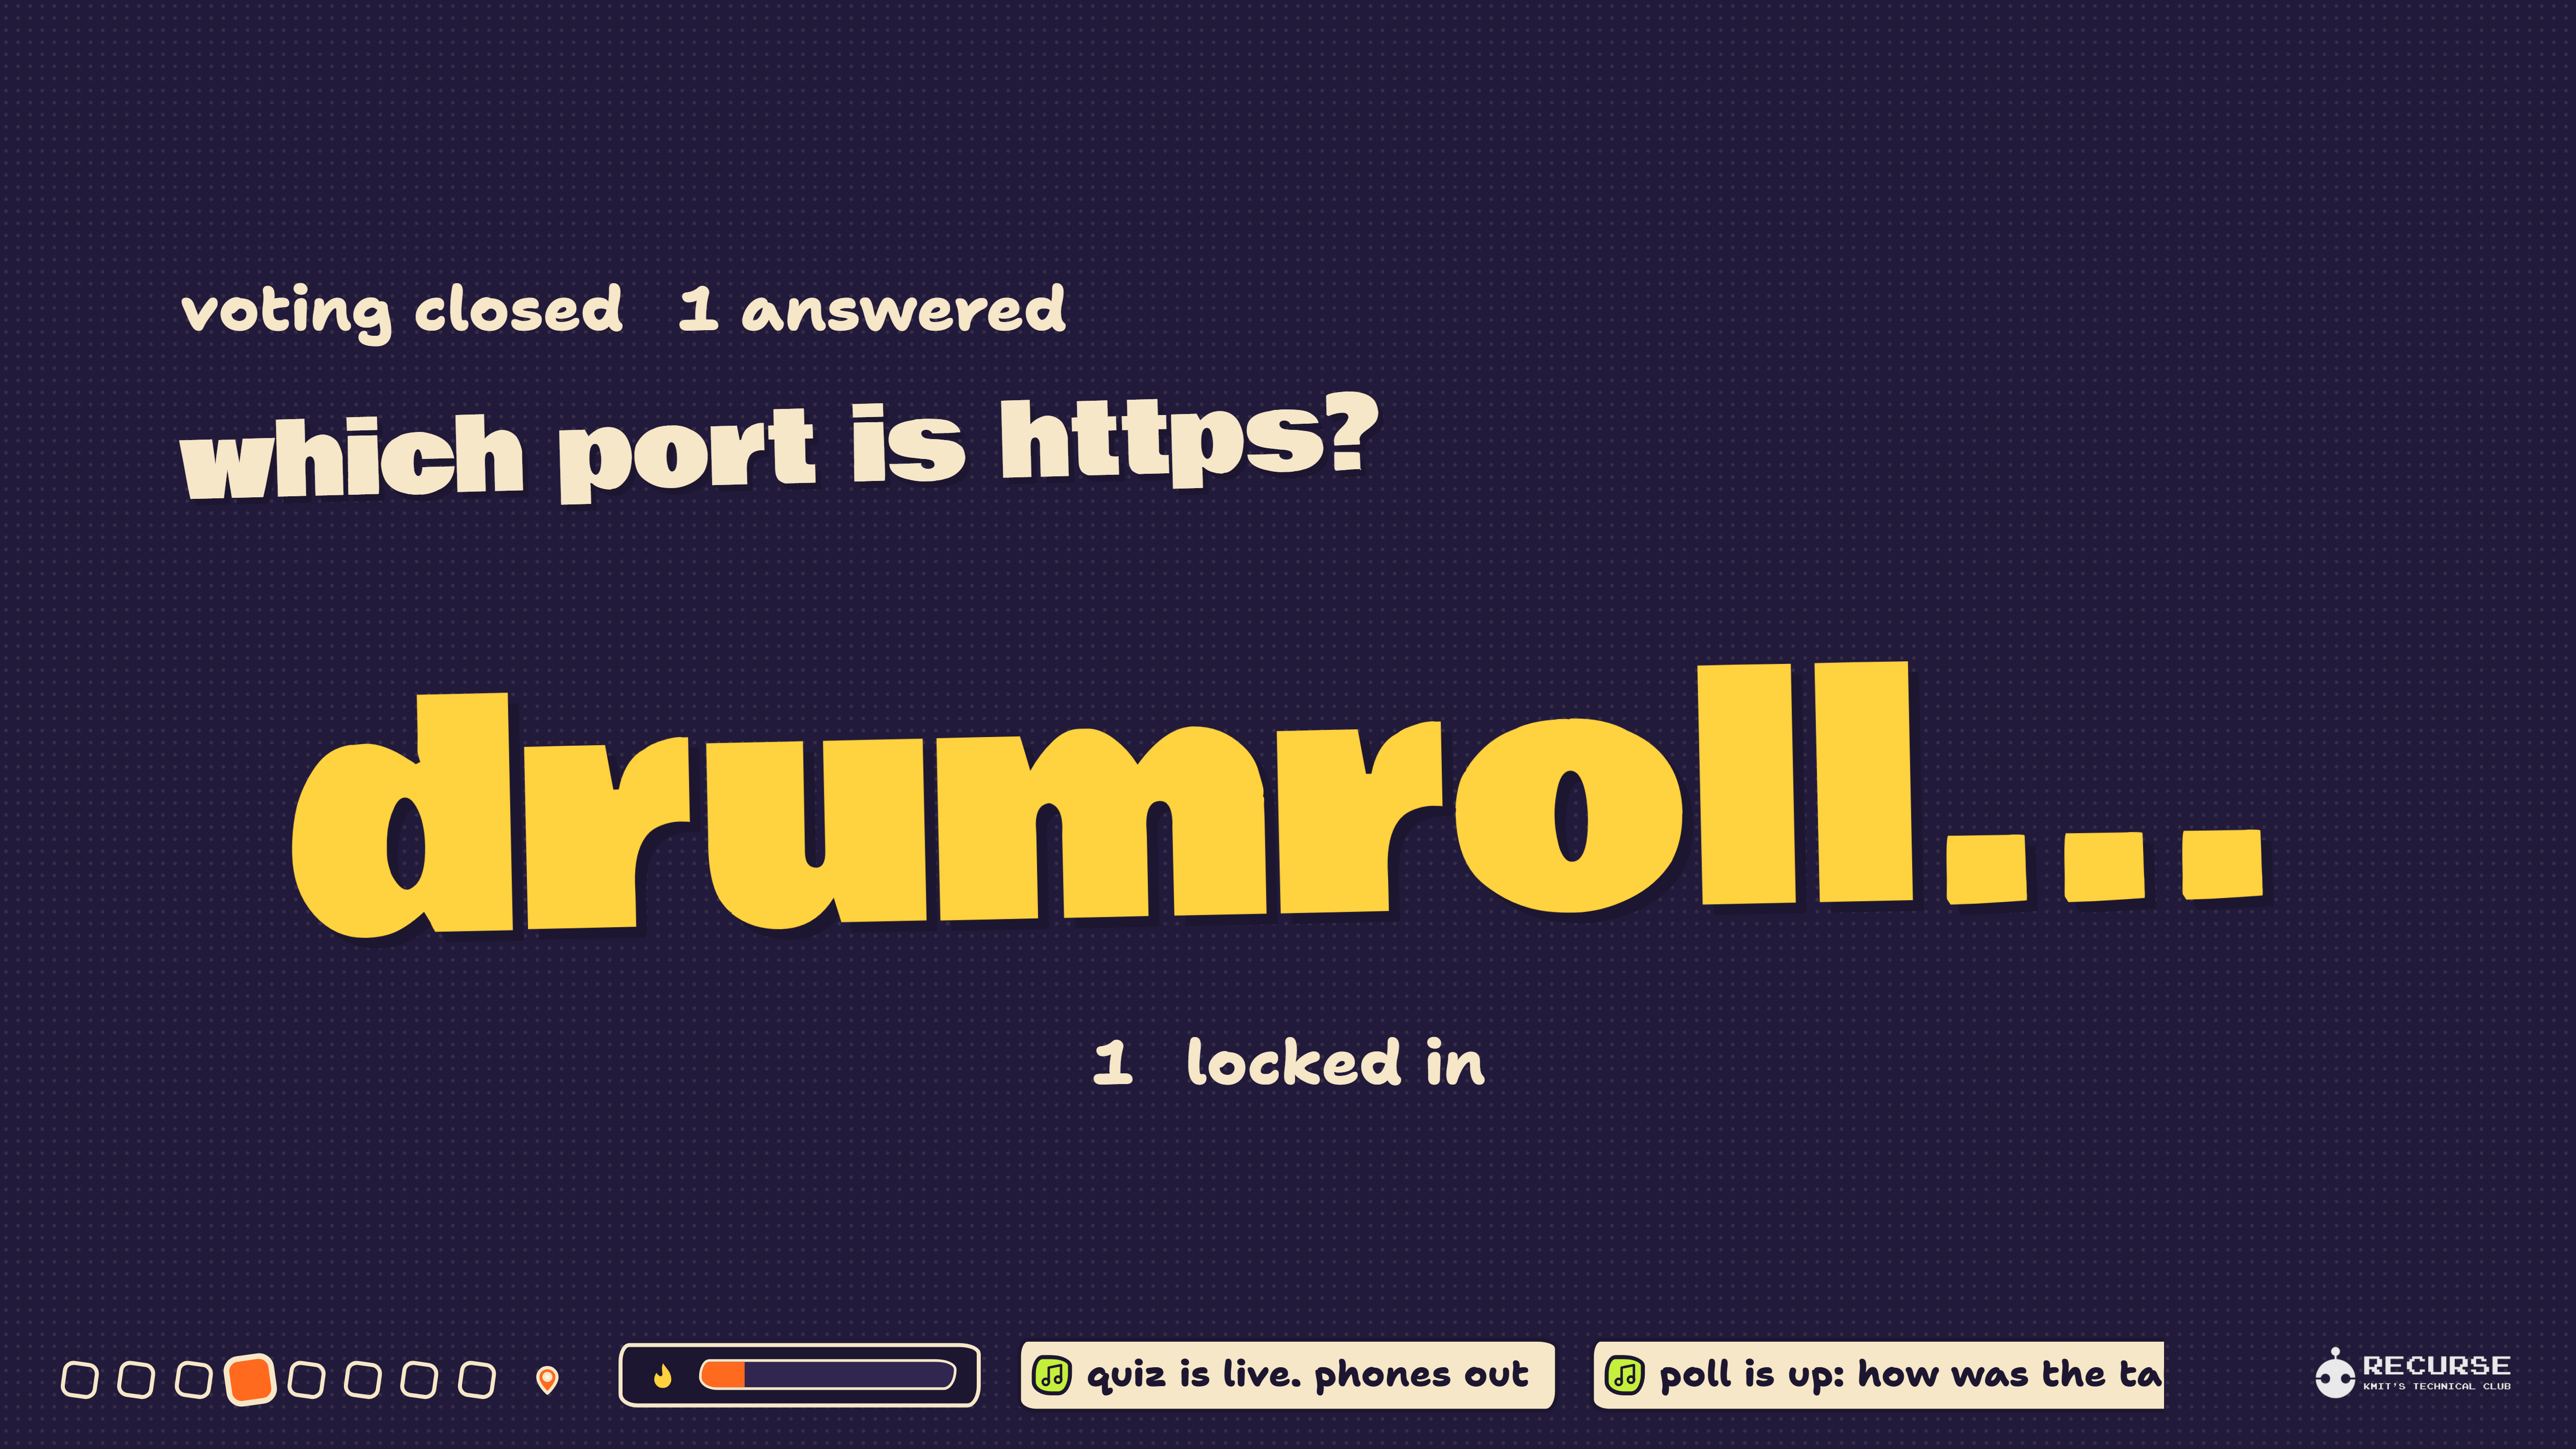 voting closed 1 answered
which port is https?
drumroll...
1 locked in
quiz is live. phones out
poll is up: how was the ta
RECURSE
KMIT'S TECHNICAL CLUB